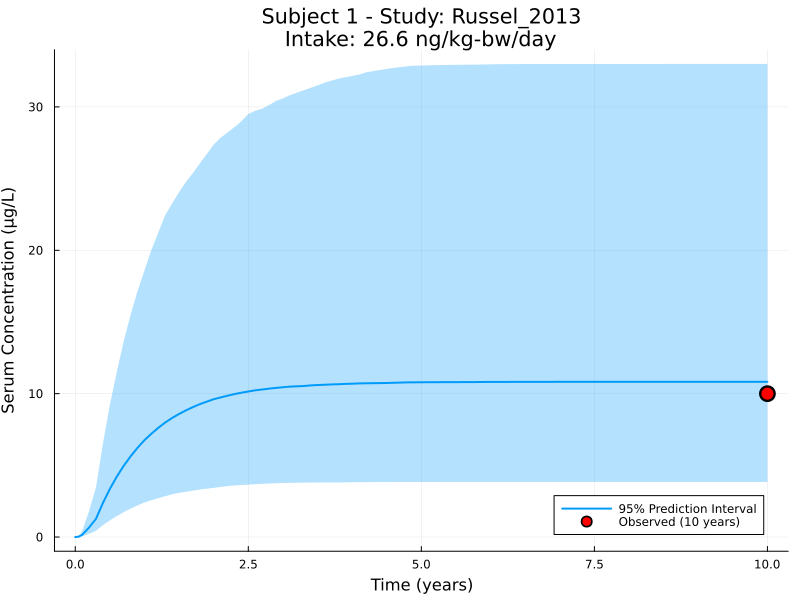 Subject 1 - Study: Russel_2013
Intake: 26.6 ng/kg-bw/day
Serum Concentration (μg/L)
30
20
10
0
95% Prediction Interval
Observed (10 years)
0.0 2.5 5.0 7.5 10.0
Time (years)